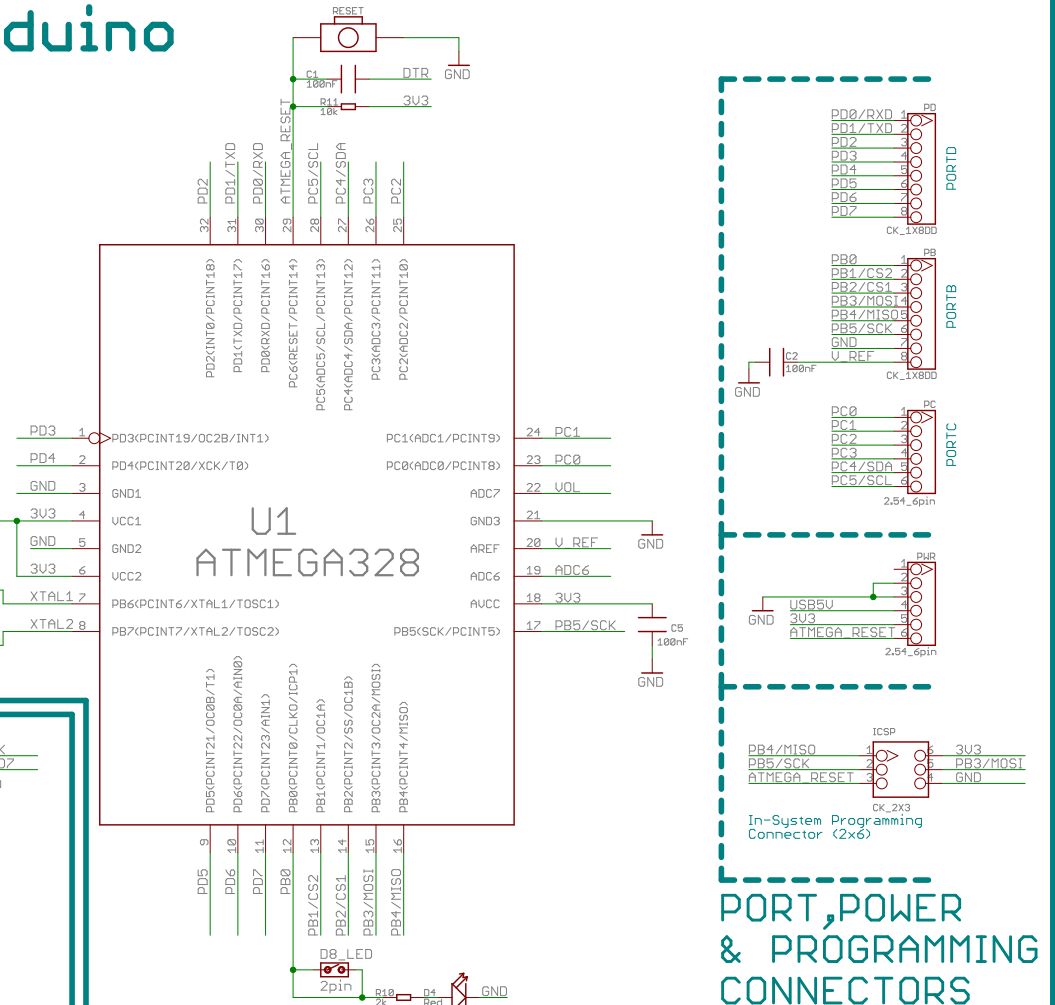 duino
RESET
C1
100nF
DTR
GND
R11
10k
3V3
ATMEGA_RESET
PD2
PD1/TXD
PD0/RXD
PC5/SCL
PC4/SDA
PC3
PC2
32
31
30
29
28
27
26
25
PD2(INT0/PCINT18)
PD1(TXD/PCINT17)
PD0(RXD/PCINT16)
PC6(RESET/PCINT14)
PC5(ADC5/SCL/PCINT13)
PC4(ADC4/SDA/PCINT12)
PC3(ADC3/PCINT11)
PC2(ADC2/PCINT10)
PD3 1 PD3(PCINT19/OC2B/INT1)
PD4 2 PD4(PCINT20/XCK/T0)
GND 3 GND1
3V3 4 VCC1
GND 5 GND2
3V3 6 VCC2
XTAL1 7 PB6(PCINT6/XTAL1/TOSC1)
XTAL2 8 PB7(PCINT7/XTAL2/TOSC2)
U1
ATMEGA328
PC1(ADC1/PCINT9) 24 PC1
PC0(ADC0/PCINT8) 23 PC0
ADC7 22 VOL
GND3 21
GND
AREF 20 V_REF
ADC6 19 ADC6
AVCC 18 3V3
PB5(SCK/PCINT5) 17 PB5/SCK
C5
100nF
GND
PD5(PCINT21/OC0B/T1)
PD6(PCINT22/OC0A/AIN0)
PD7(PCINT23/AIN1)
PB0(PCINT0/CLKO/ICP1)
PB1(PCINT1/OC1A)
PB2(PCINT2/SS/OC1B)
PB3(PCINT3/OC2A/MOSI)
PB4(PCINT4/MISO)
9
10
11
12
13
14
15
16
PD5
PD6
PD7
PB0
PB1/CS2
PB2/CS1
PB3/MOSI
PB4/MISO
D8_LED
2pin
R10
2k
D4
Red
GND
PD
PD0/RXD 1
PD1/TXD 2
PD2 3
PD3 4
PD4 5
PD5 6
PD6 7
PD7 8
CK_1X8DD
PORTD
PB
PB0 1
PB1/CS2 2
PB2/CS1 3
PB3/MOSI 4
PB4/MISO 5
PB5/SCK 6
GND 7
V_REF 8
CK_1X8DD
PORTB
C2
100nF
GND
PC
PC0 1
PC1 2
PC2 3
PC3 4
PC4/SDA 5
PC5/SCL 6
2.54_6pin
PORTC
PWR
1
2
3
USB5V 4
3V3 5
ATMEGA_RESET 6
GND
2.54_6pin
ICSP
PB4/MISO 1 6 3V3
PB5/SCK 2 5 PB3/MOSI
ATMEGA_RESET 3 4 GND
CK_2X3
In-System Programming
Connector (2x6)
PORT,POWER
& PROGRAMMING
CONNECTORS